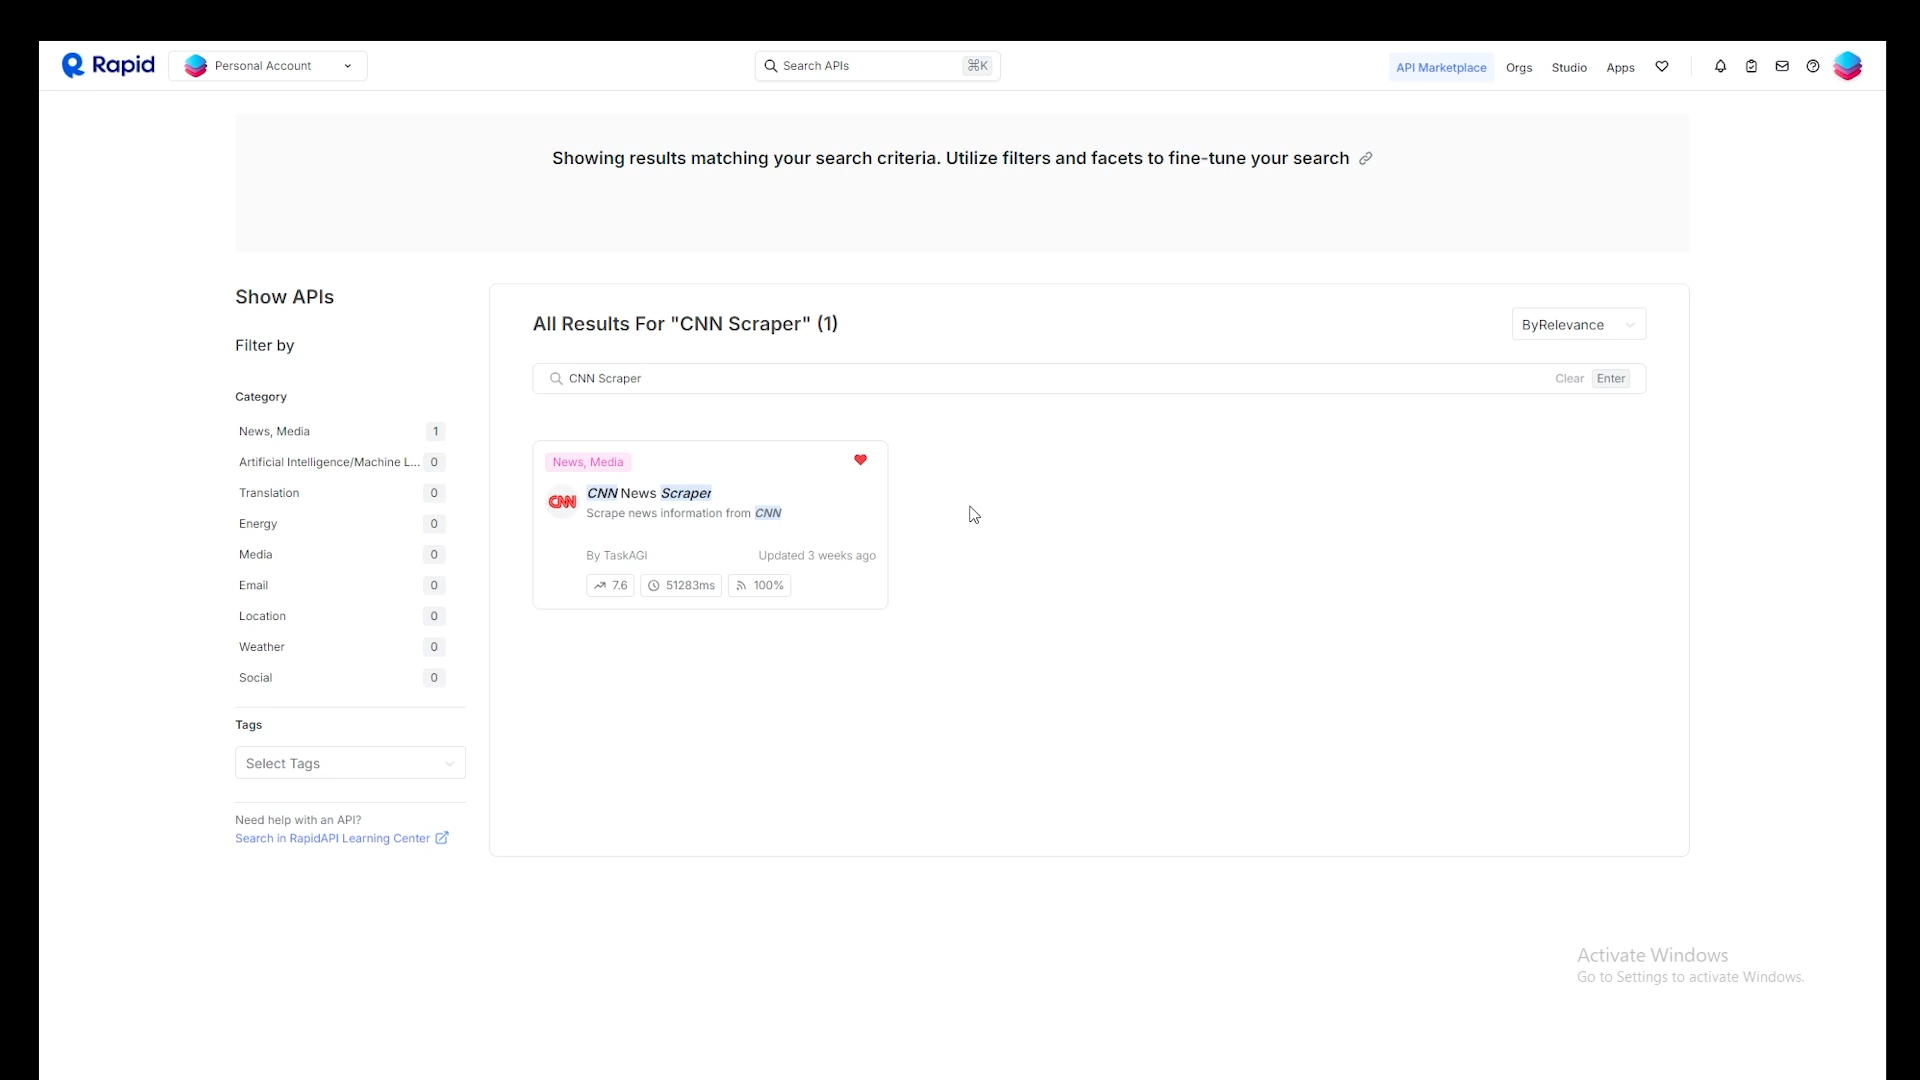 Rapid
Personal Account
Search APIs
⌘K
API Marketplace
Orgs
Studio
Apps
Showing results matching your search criteria. Utilize filters and facets to fine-tune your search
Show APIs
Filter by
Category
News, Media 1
Artificial Intelligence/Machine L... 0
Translation 0
Energy 0
Media 0
Email 0
Location 0
Weather 0
Social 0
Tags
Select Tags
Need help with an API?
Search in RapidAPI Learning Center
All Results For "CNN Scraper" (1)
ByRelevance
CNN Scraper
Clear
Enter
News, Media
CNN
CNN News Scraper
Scrape news information from CNN
By TaskAGI
Updated 3 weeks ago
7.6
51283ms
100%
Activate Windows
Go to Settings to activate Windows.